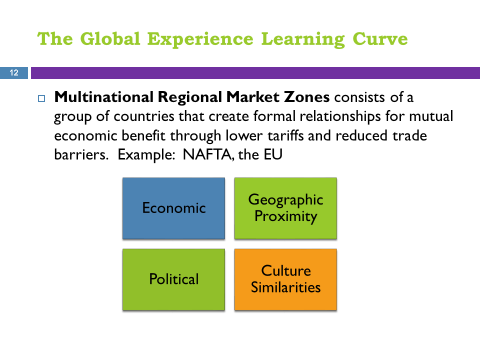 The Global Experience Learning Curve
12
Multinational Regional Market Zones consists of a
group of countries that create formal relationships for mutual
economic benefit through lower tariffs and reduced trade
barriers.  Example:  NAFTA, the EU
Economic
Geographic
Proximity
Political
Culture
Similarities